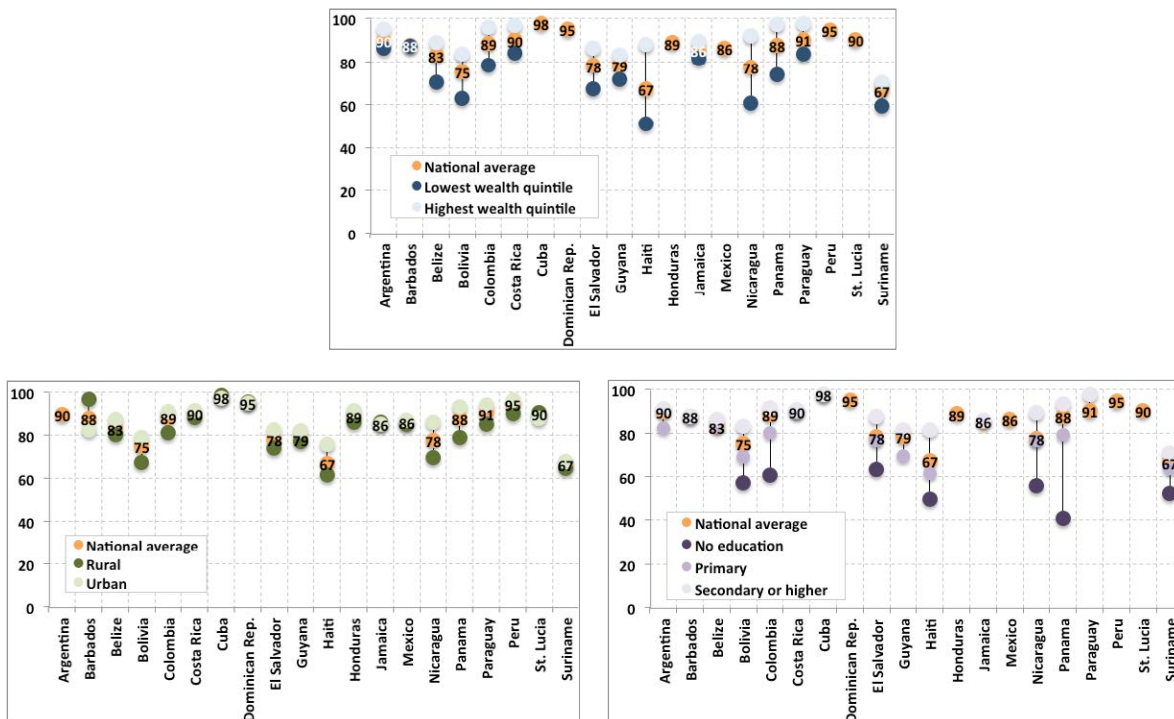 100
98
95
95
90
89
90
91
90
88
89
88
86
86
83
80
78
79
78
75
67
67
60
40
National average
Lowest wealth quintile
20
Highest wealth quintile
0
Argentina
Barbados
Belize
Bolivia
Colombia
Costa Rica
Cuba
Dominican Rep.
El Salvador
Guyana
Haiti
Honduras
Jamaica
Mexico
Nicaragua
Panama
Paraguay
Peru
St. Lucia
Suriname
100
90
88
83
75
89
90
98
95
78
79
67
89
86
86
78
88
91
95
90
67
80
60
40
National average
Rural
20
Urban
0
Argentina
Barbados
Belize
Bolivia
Colombia
Costa Rica
Cuba
Dominican Rep.
El Salvador
Guyana
Haiti
Honduras
Jamaica
Mexico
Nicaragua
Panama
Paraguay
Peru
St. Lucia
Suriname
100
90
88
83
75
89
90
98
95
78
79
67
89
86
86
78
88
91
95
90
67
80
60
40
National average
No education
20
Primary
Secondary or higher
0
Argentina
Barbados
Belize
Bolivia
Colombia
Costa Rica
Cuba
Dominican Rep.
El Salvador
Guyana
Haiti
Honduras
Jamaica
Mexico
Nicaragua
Panama
Paraguay
Peru
St. Lucia
Suriname